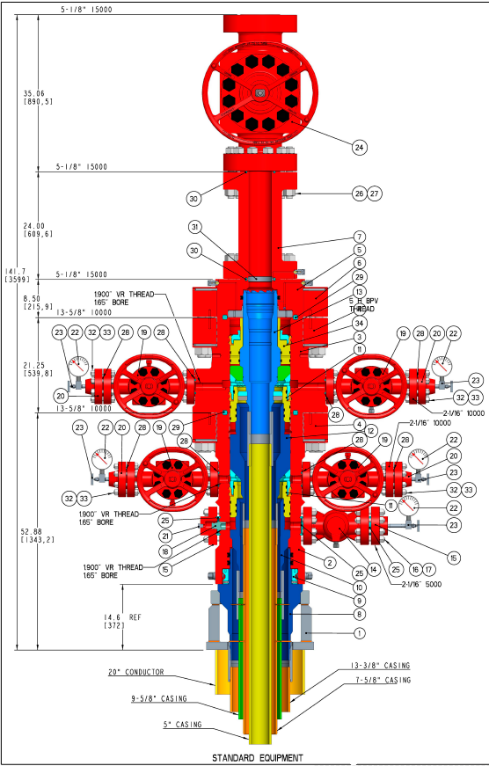 5-1/8" 15000
35.06
[890,5]
24
5-1/8" 15000
30
26 27
31
7
24.00
[609,6]
30
5
6
141.7
[3599]
5-1/8" 15000
29
1.900" VR THREAD
1.65" BORE
13
8.50
[215,9]
5" H BPV
THREAD
13-5/8" 10000
34
23 22 32 33 28 19 28
3
19 28 20 22
11
21.25
[539,8]
23
20
32 33
28
2-1/16" 10000
13-5/8" 10000
29
4
12
2-1/16" 10000
23 22 20 28 19 28
28 19 28
22
20
23
32 33
32 33
8
22
1.900" VR THREAD
1.65" BORE
25
23
21
52.88
[1343,2]
18
15
2
25 14 16 17 15
25
1.900" VR THREAD
1.65" BORE
10
2-1/16" 5000
9
14.6 REF
[372]
8
1
20" CONDUCTOR
13-3/8" CASING
9-5/8" CASING
7-5/8" CASING
5" CASING
STANDARD EQUIPMENT